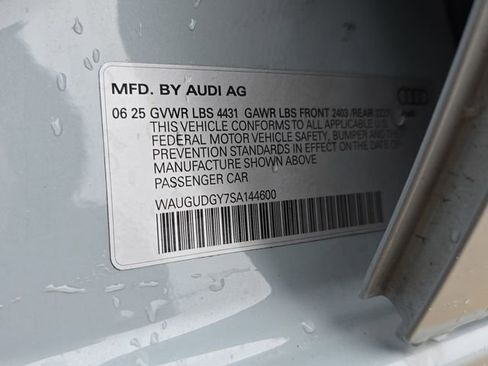 MFD. BY AUDI AG
06 25 GVWR LBS 4431 GAWR LBS FRONT 2403 /REAR
THIS VEHICLE CONFORMS TO ALL APPLICABLE U.S.
FEDERAL MOTOR VEHICLE SAFETY, BUMPER AND THEFT
PREVENTION STANDARDS IN EFFECT ON THE DATE OF
MANUFACTURE SHOWN ABOVE
PASSENGER CAR
WAUGUDGY7SA144600